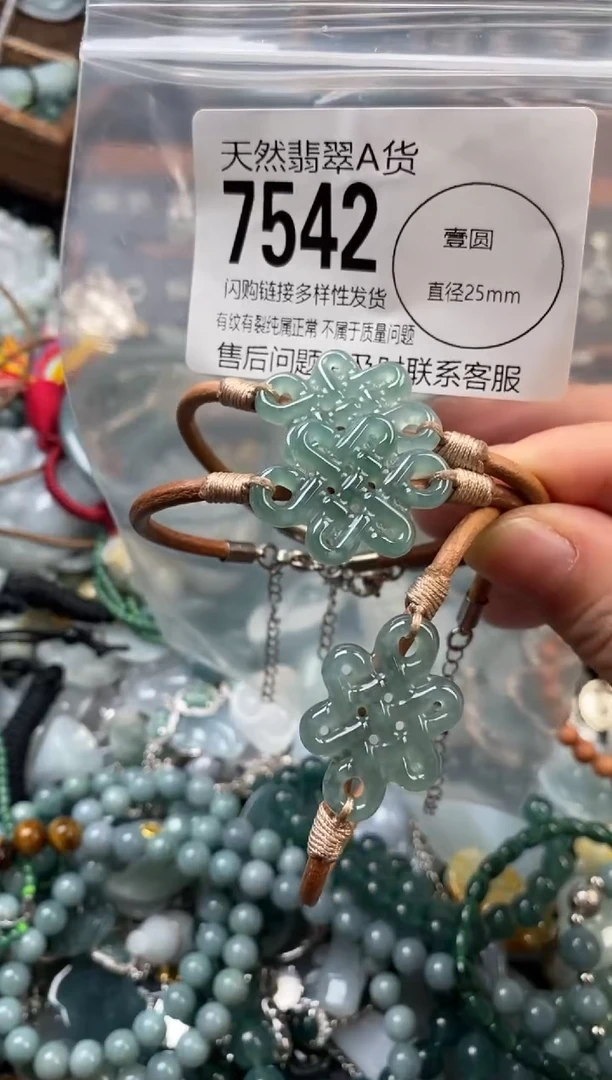 天然翡翠A货
7542
壹圆
直径25mm
闪购链接多样性发货
有纹有裂纯属正常 不属于质量问题
售后问题 及时联系客服